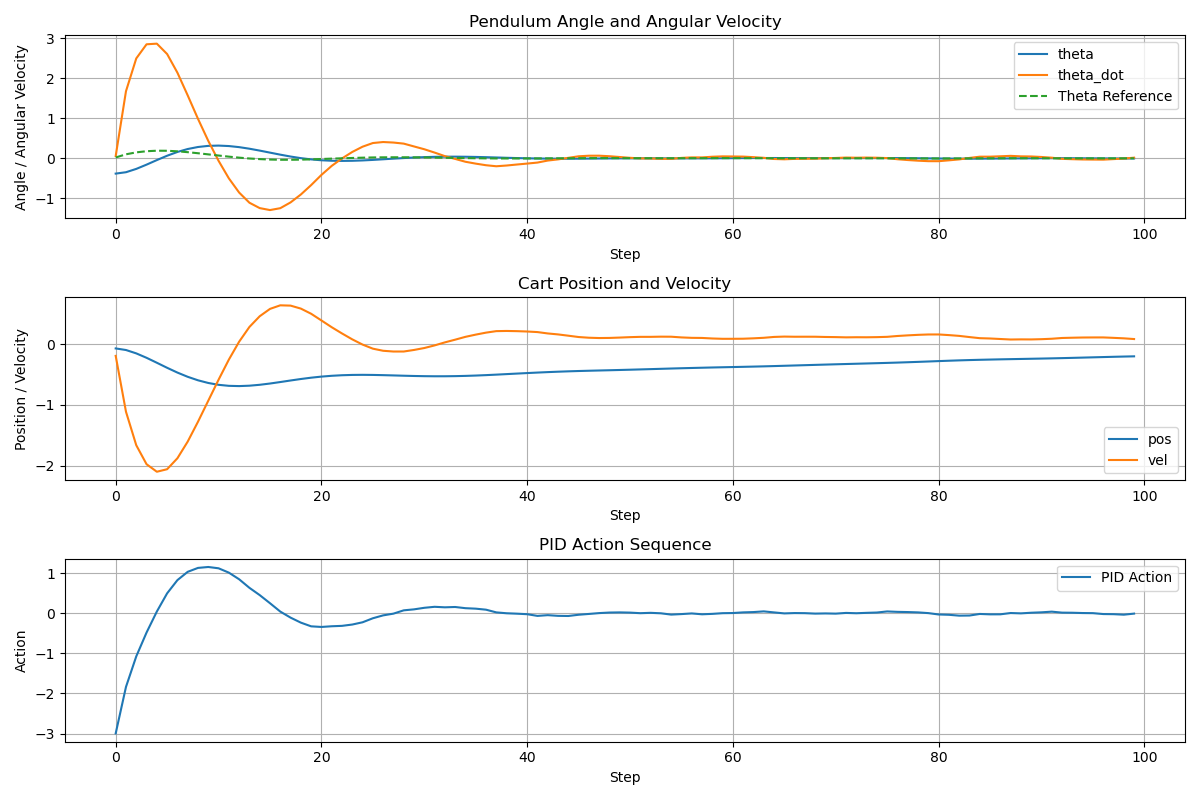 Pendulum Angle and Angular Velocity
Angle / Angular Velocity
3
2
1
0
−1
theta
theta_dot
Theta Reference
0 20 40 60 80 100
Step
Cart Position and Velocity
Position / Velocity
0
−1
−2
pos
vel
0 20 40 60 80 100
Step
PID Action Sequence
Action
1
0
−1
−2
−3
PID Action
0 20 40 60 80 100
Step